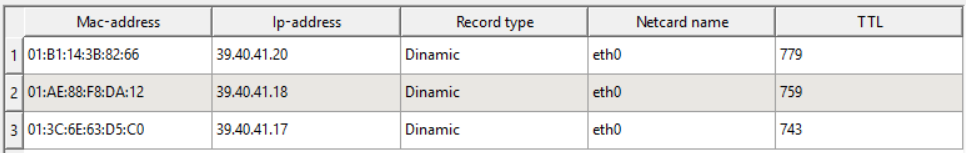 Mac-address Ip-address Record type Netcard name TTL
1 01:B1:14:3B:82:66 39.40.41.20 Dinamic eth0 779
2 01:AE:88:F8:DA:12 39.40.41.18 Dinamic eth0 759
3 01:3C:6E:63:D5:C0 39.40.41.17 Dinamic eth0 743